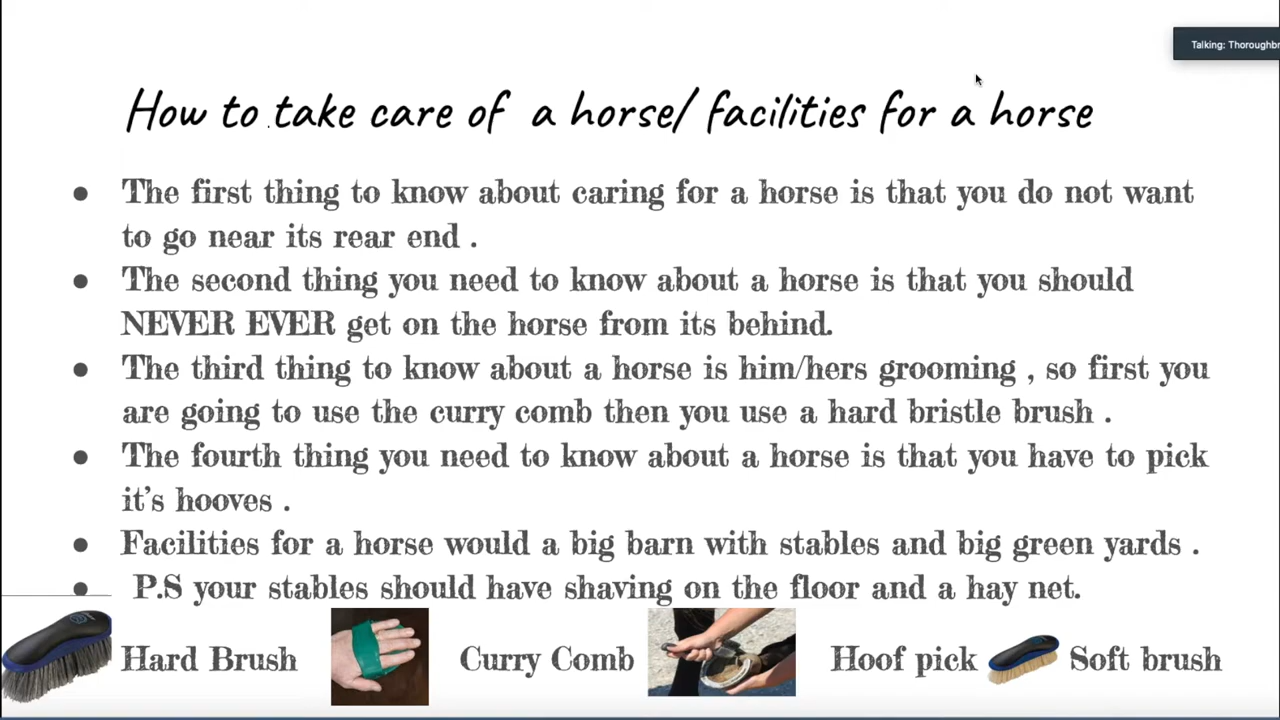 Talking: Thoroughbr
How to take care of a horse/ facilities for a horse
● The first thing to know about caring for a horse is that you do not want
to go near its rear end .
● The second thing you need to know about a horse is that you should
NEVER EVER get on the horse from its behind.
● The third thing to know about a horse is him/hers grooming , so first you
are going to use the curry comb then you use a hard bristle brush .
● The fourth thing you need to know about a horse is that you have to pick
it's hooves .
● Facilities for a horse would a big barn with stables and big green yards .
● P.S your stables should have shaving on the floor and a hay net.
Hard Brush Curry Comb Hoof pick Soft brush